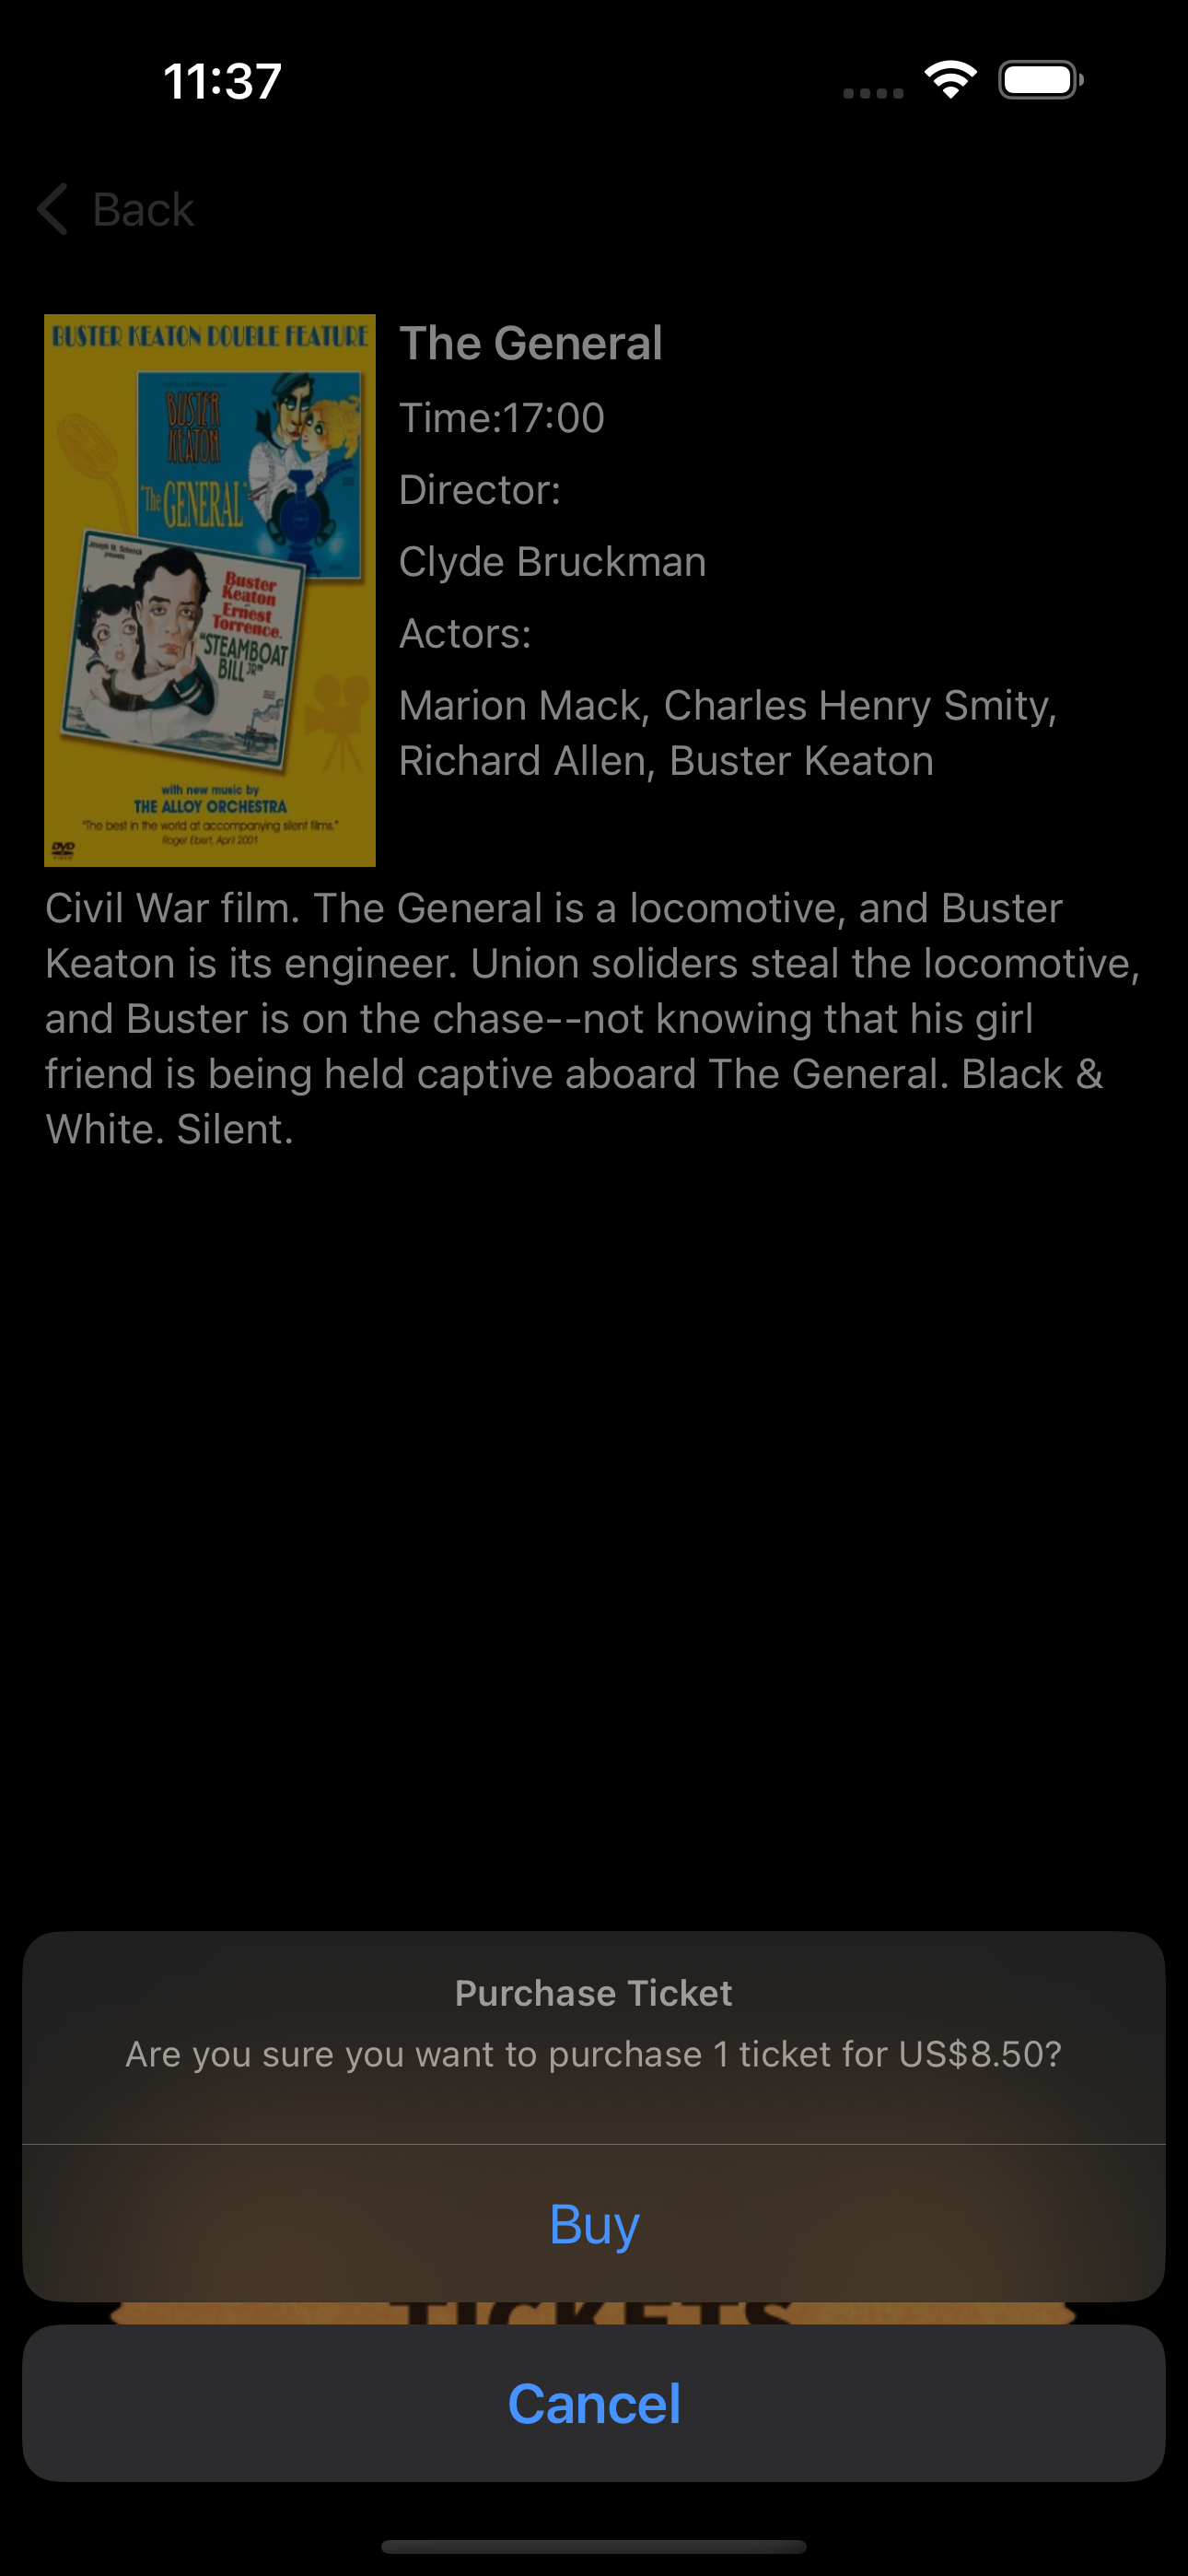 11:37
Back
BUSTER KEATON DOUBLE FEATURE
BUSTER
KEATON
"The GENERAL"
Joseph M. Schenck
presents
Buster
Keaton
Ernest
Torrence.
"STEAMBOAT
BILL JR"
with new music by
THE ALLOY ORCHESTRA
"The best in the world at accompanying silent films."
Roger Ebert, April 2001
DVD
VIDEO
The General
Time:17:00
Director:
Clyde Bruckman
Actors:
Marion Mack, Charles Henry Smity,
Richard Allen, Buster Keaton
Civil War film. The General is a locomotive, and Buster
Keaton is its engineer. Union soliders steal the locomotive,
and Buster is on the chase--not knowing that his girl
friend is being held captive aboard The General. Black &
White. Silent.
Purchase Ticket
Are you sure you want to purchase 1 ticket for US$8.50?
Buy
TICKETS
Cancel